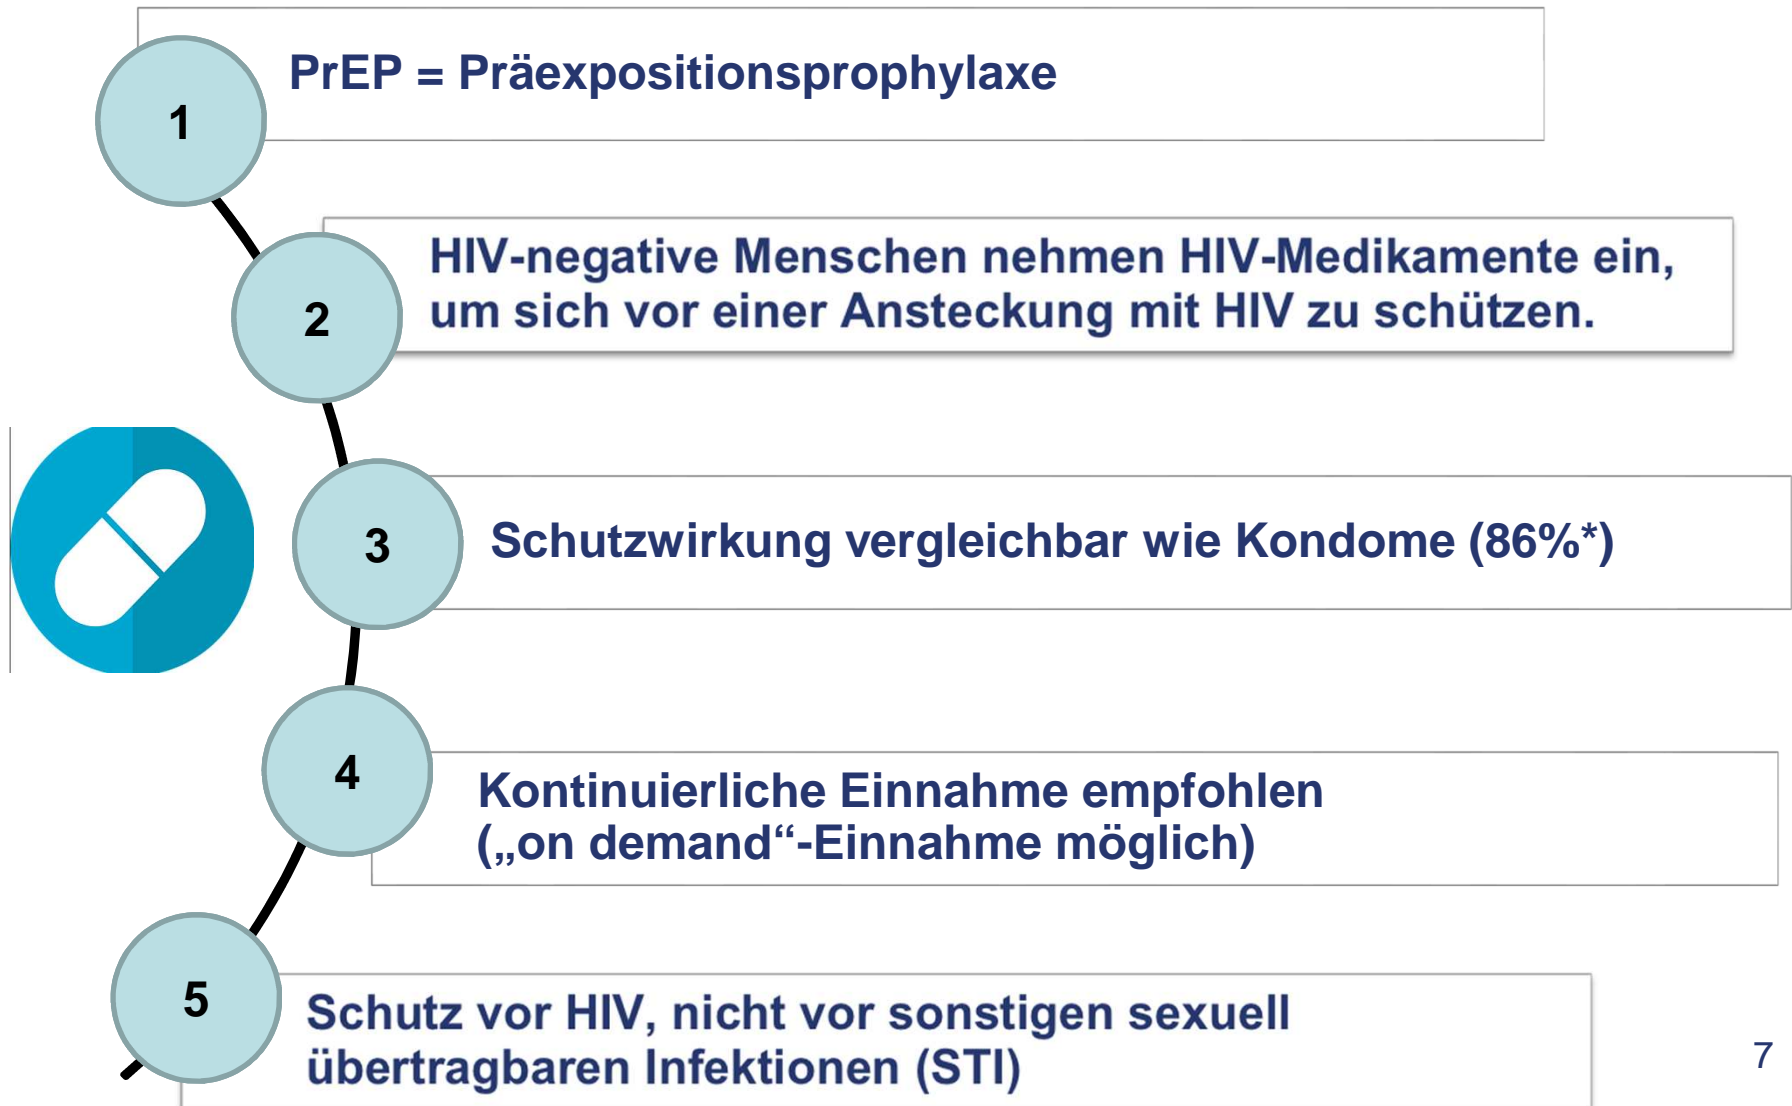 1
PrEP = Präexpositionsprophylaxe
2
HIV-negative Menschen nehmen HIV-Medikamente ein,
um sich vor einer Ansteckung mit HIV zu schützen.
3
Schutzwirkung vergleichbar wie Kondome (86%*)
4
Kontinuierliche Einnahme empfohlen
(„on demand“-Einnahme möglich)
5
Schutz vor HIV, nicht vor sonstigen sexuell
übertragbaren Infektionen (STI)
7